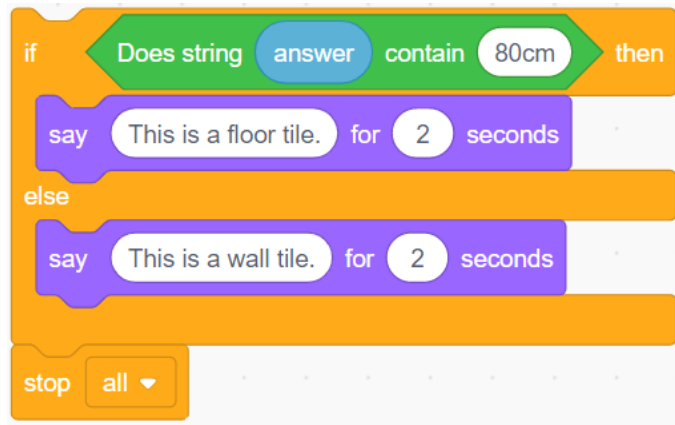 if Does string answer contain 80cm then
say This is a floor tile. for 2 seconds
else
say This is a wall tile. for 2 seconds
stop all